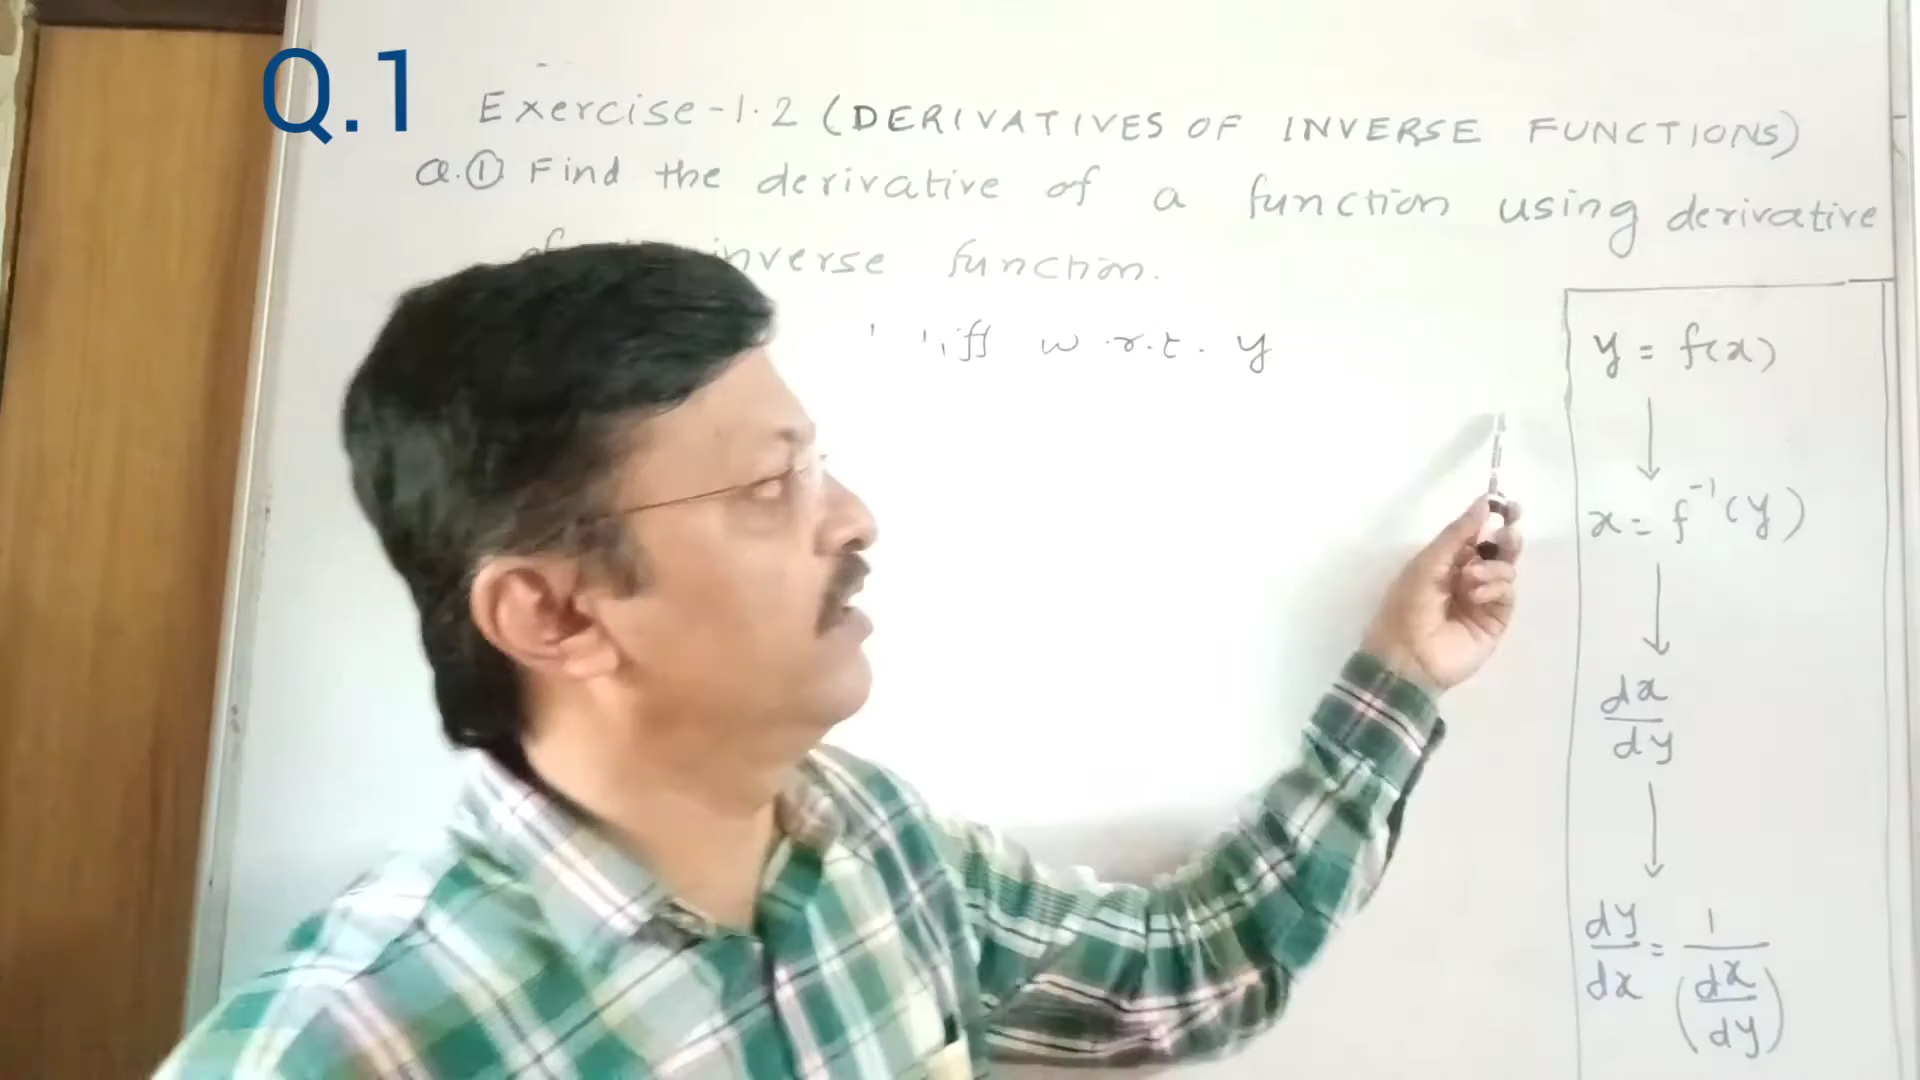 Q.1
Exercise-1.2 (DERIVATIVES OF INVERSE FUNCTIONS)
Q.① Find the derivative of a function using derivative
of inverse function.
w.r.t. y
y = f(x)
↓
x = f⁻¹(y)
↓
dx/dy
↓
dy/dx = 1/(dx/dy)